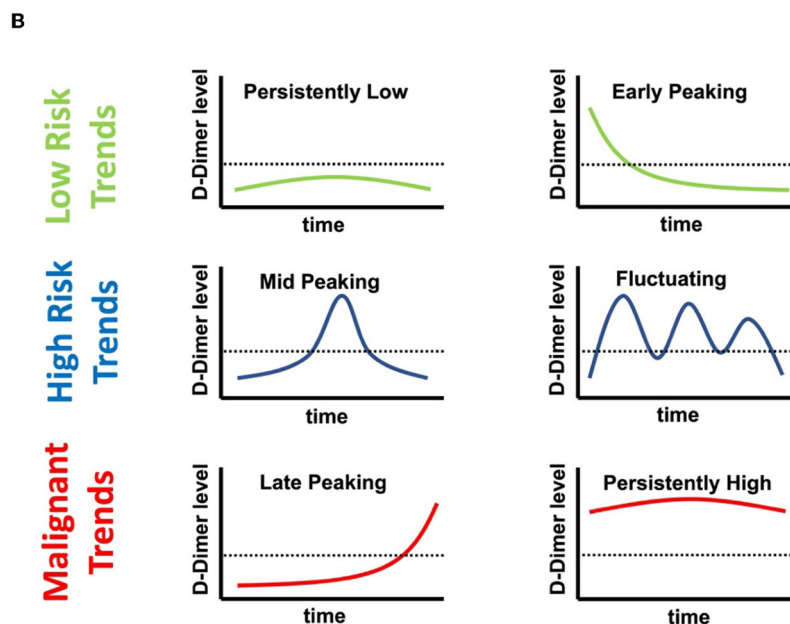 B
Low Risk
Trends
D-Dimer level
Persistently Low
time
D-Dimer level
Early Peaking
time
High Risk
Trends
D-Dimer level
Mid Peaking
time
D-Dimer level
Fluctuating
time
Malignant
Trends
D-Dimer level
Late Peaking
time
D-Dimer level
Persistently High
time